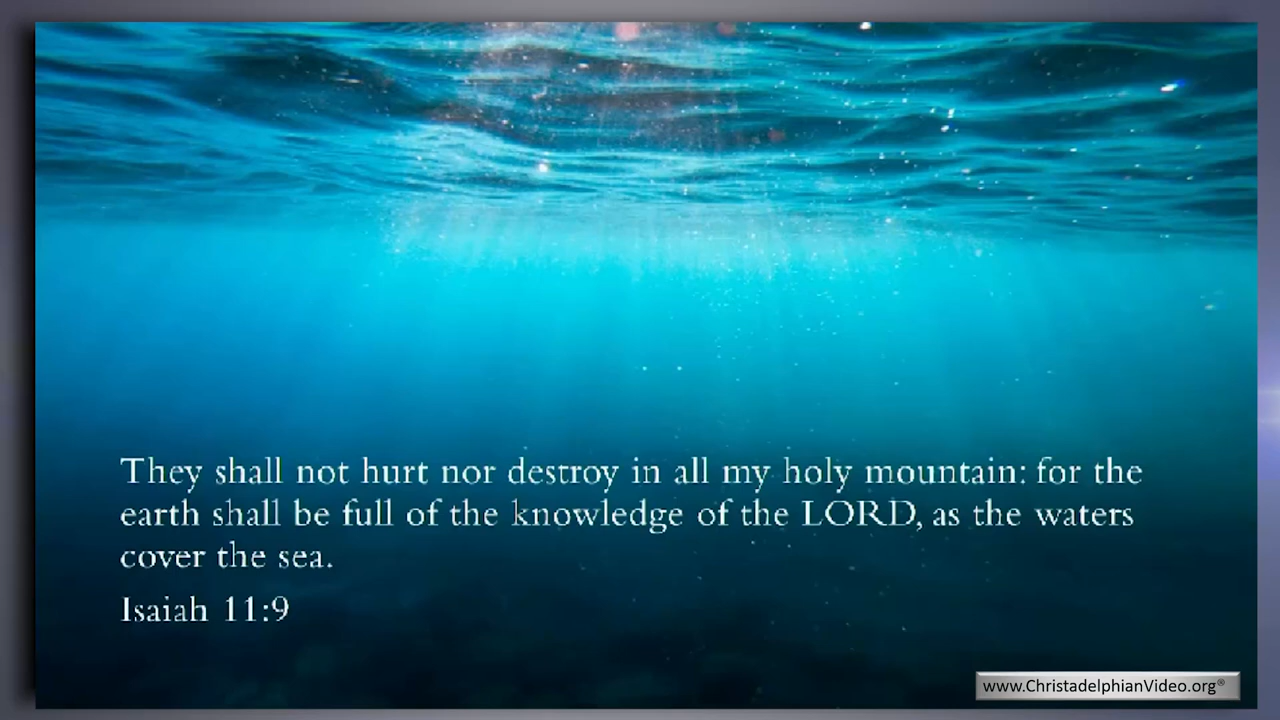 They shall not hurt nor destroy in all my holy mountain: for the
earth shall be full of the knowledge of the LORD, as the waters
cover the sea.
Isaiah 11:9
www.ChristadelphianVideo.org®